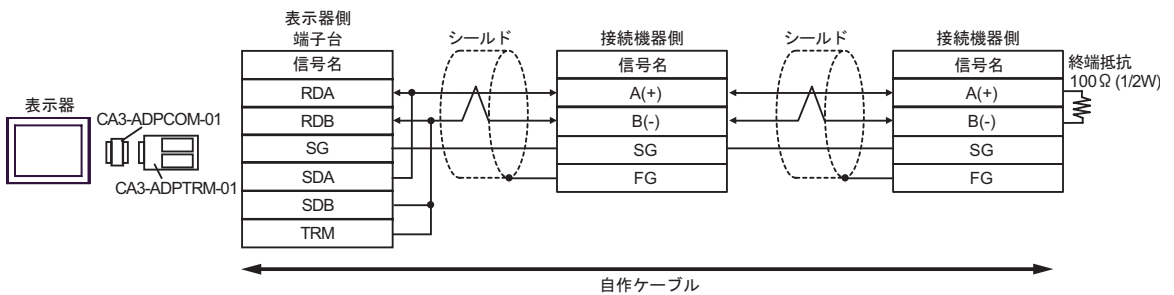 表示器
CA3-ADPCOM-01
CA3-ADPTRM-01
表示器側
端子台
信号名
RDA
RDB
SG
SDA
SDB
TRM
シールド
接続機器側
信号名
A(+)
B(-)
SG
FG
シールド
接続機器側
信号名
A(+)
B(-)
SG
FG
終端抵抗
100Ω (1/2W)
自作ケーブル